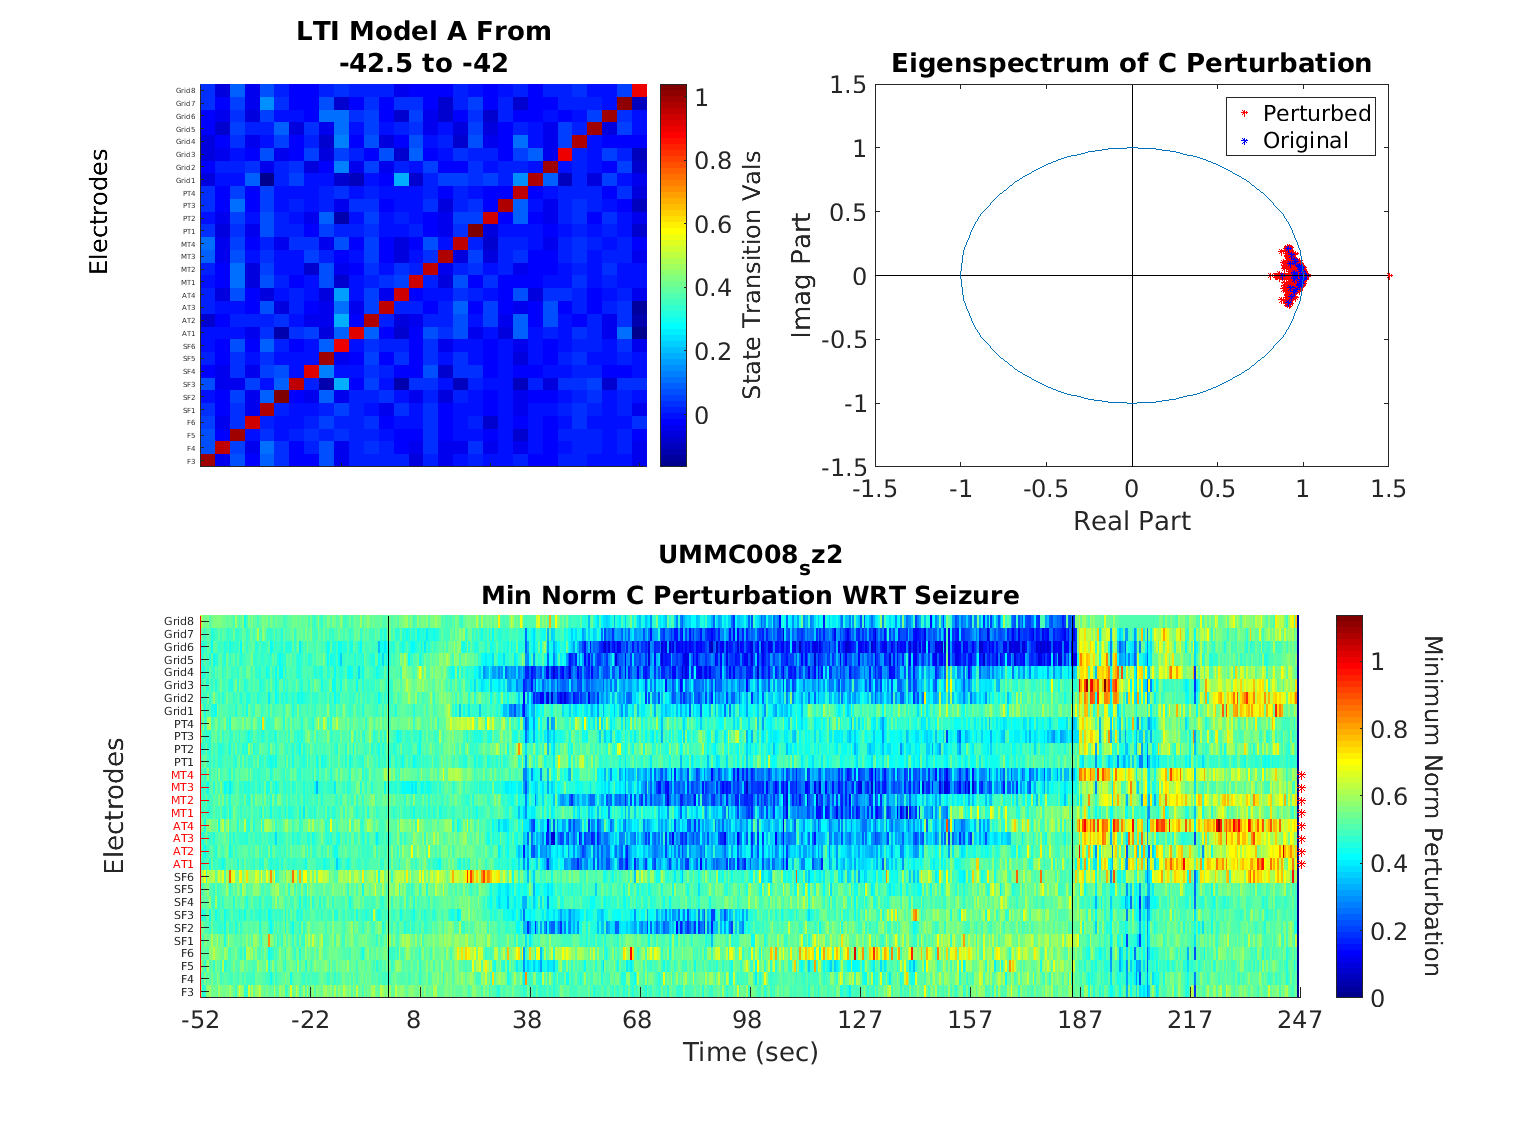 LTI Model A From
-42.5 to -42
Electrodes
Grid8
Grid7
Grid6
Grid5
Grid4
Grid3
Grid2
Grid1
PT4
PT3
PT2
PT1
MT4
MT3
MT2
MT1
AT4
AT3
AT2
AT1
SF6
SF5
SF4
SF3
SF2
SF1
F6
F5
F4
F3
1
0.8
0.6
0.4
0.2
0
State Transition Vals
Eigenspectrum of C Perturbation
Perturbed
Original
1.5
1
0.5
0
-0.5
-1
-1.5
Imag Part
-1.5 -1 -0.5 0 0.5 1 1.5
Real Part
UMMC008sz2
Min Norm C Perturbation WRT Seizure
Electrodes
Grid8
Grid7
Grid6
Grid5
Grid4
Grid3
Grid2
Grid1
PT4
PT3
PT2
PT1
MT4
MT3
MT2
MT1
AT4
AT3
AT2
AT1
SF6
SF5
SF4
SF3
SF2
SF1
F6
F5
F4
F3
-52 -22 8 38 68 98 127 157 187 217 247
Time (sec)
1
0.8
0.6
0.4
0.2
0
Minimum Norm Perturbation